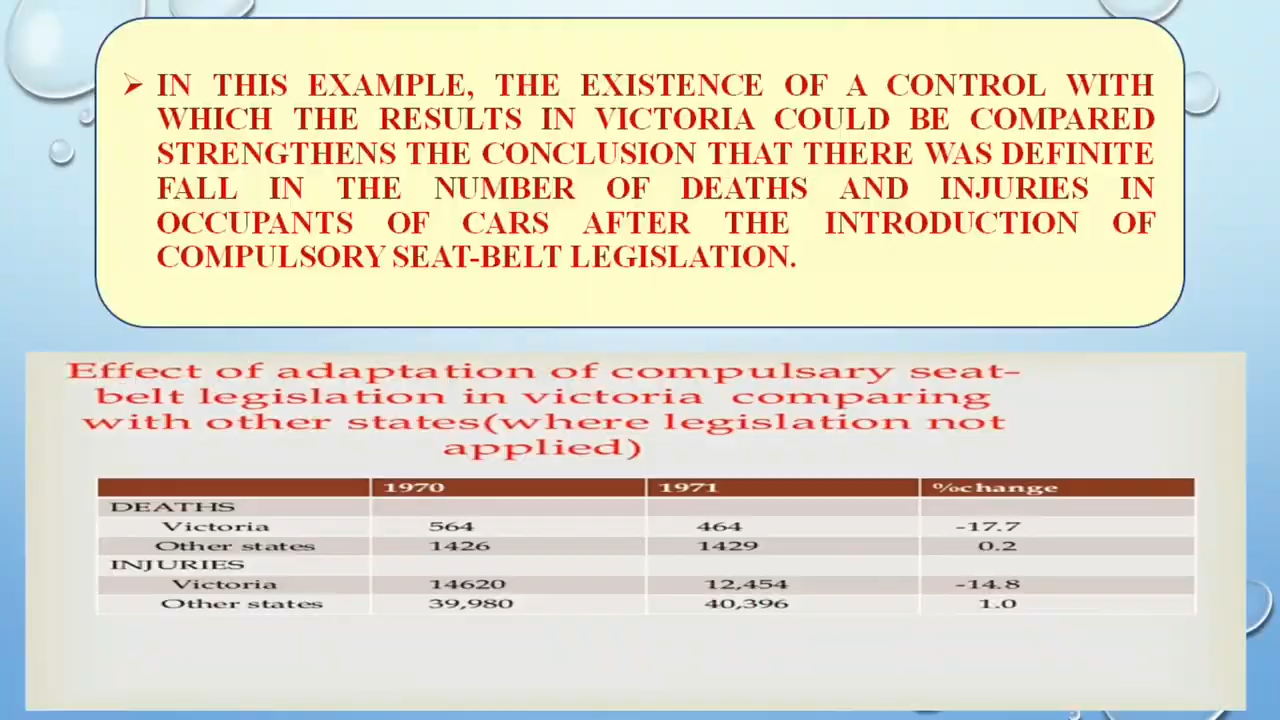 ➢ IN THIS EXAMPLE, THE EXISTENCE OF A CONTROL WITH
WHICH THE RESULTS IN VICTORIA COULD BE COMPARED
STRENGTHENS THE CONCLUSION THAT THERE WAS DEFINITE
FALL IN THE NUMBER OF DEATHS AND INJURIES IN
OCCUPANTS OF CARS AFTER THE INTRODUCTION OF
COMPULSORY SEAT-BELT LEGISLATION.
Effect of adaptation of compulsary seat-
belt legislation in victoria comparing
with other states(where legislation not
applied)
1970 1971 %change
DEATHS
Victoria 564 464 -17.7
Other states 1426 1429 0.2
INJURIES
Victoria 14620 12,454 -14.8
Other states 39,980 40,396 1.0